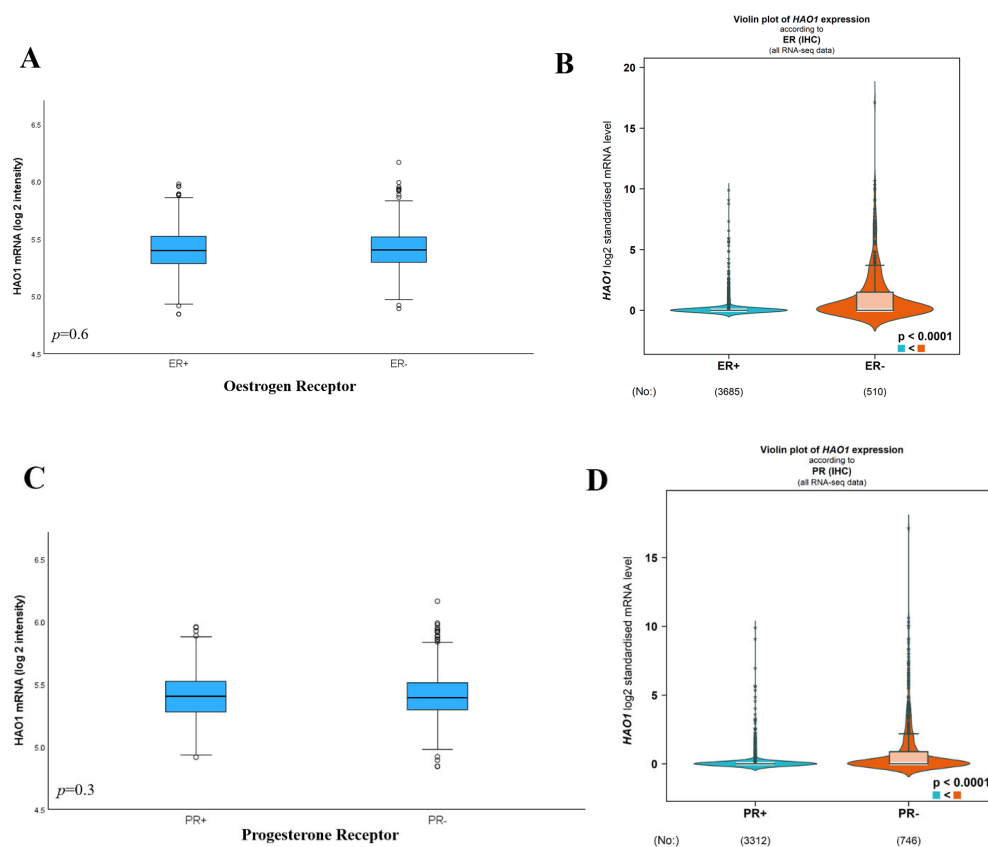 A
HAO1 mRNA (log 2 intensity)
6.5
6.0
5.5
5.0
4.5
p=0.6
ER+
ER-
Oestrogen Receptor
B
Violin plot of HAO1 expression
according to
ER (IHC)
(all RNA-seq data)
HAO1 log2 standardised mRNA level
20
15
10
5
0
p < 0.0001
<
ER+
ER-
(No:)
(3685)
(510)
C
HAO1 mRNA (log 2 intensity)
6.5
6.0
5.5
5.0
4.5
p=0.3
PR+
PR-
Progesterone Receptor
D
Violin plot of HAO1 expression
according to
PR (IHC)
(all RNA-seq data)
HAO1 log2 standardised mRNA level
15
10
5
0
p < 0.0001
<
PR+
PR-
(No:)
(3312)
(746)